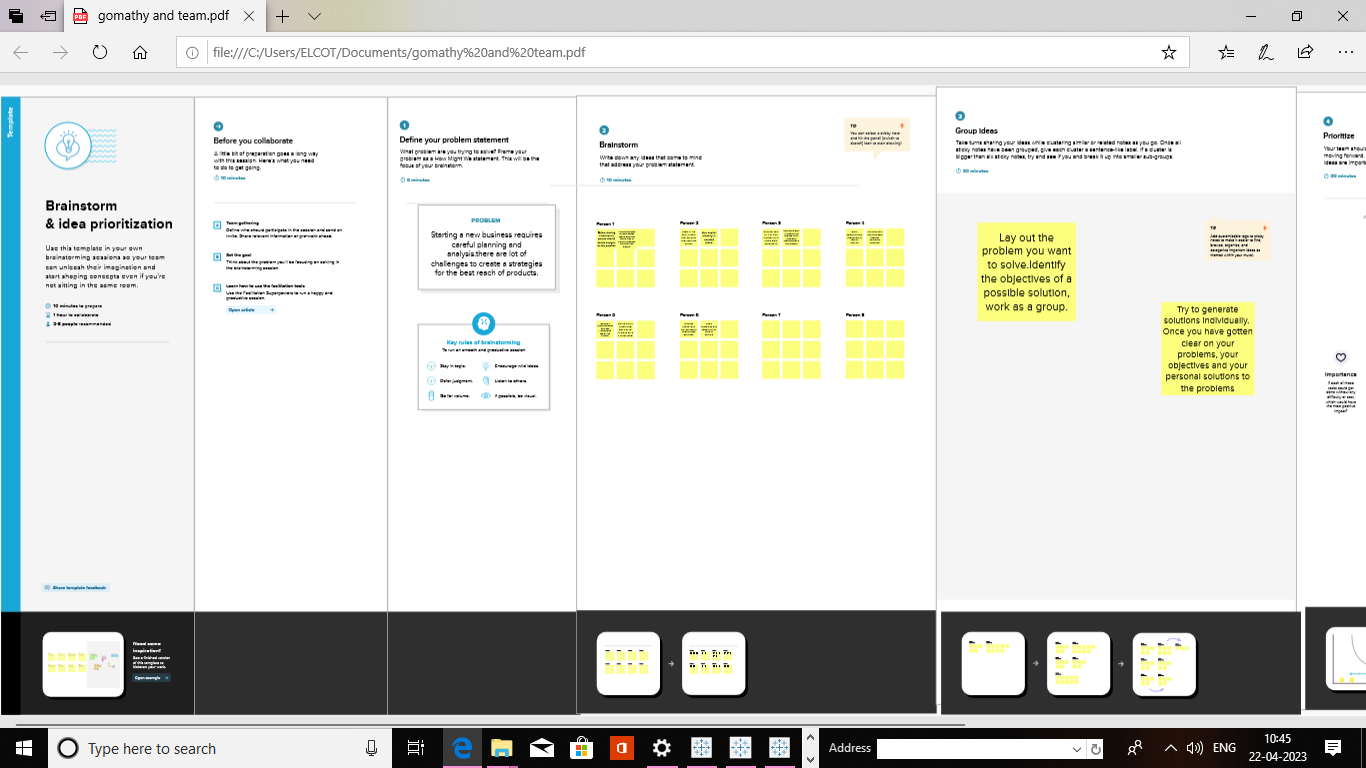 gomathy and team.pdf
file:///C:/Users/ELCOT/Documents/gomathy%20and%20team.pdf
Template
Brainstorm
& idea prioritization
Use this template in your own
brainstorming sessions so your team
can unleash their imagination and
start shaping concepts even if you're
not sitting in the same room.
10 minutes to prepare
1 hour to collaborate
2-8 people recommended
Share template feedback
Need some
inspiration?
See a finished version
of this template to
kickstart your work.
Open example
Before you collaborate
A little bit of preparation goes a long way
with this session. Here's what you need
to do to get going.
10 minutes
A
Team gathering
Define who should participate in the session and send an
invite. Share relevant information or pre-work ahead.
B
Set the goal
Think about the problem you'll be focusing on solving in
the brainstorming session.
Learn how to use the facilitation tools
Use the Facilitation Superpowers to run a happy and
productive session.
Open article
1
Define your problem statement
What problem are you trying to solve? Frame your
problem as a How Might We statement. This will be the
focus of your brainstorm.
5 minutes
PROBLEM
Starting a new business requires
careful planning and
analysis.there are lot of
challenges to create a strategies
for the best reach of products.
Key rules of brainstorming
To run an smooth and productive session
Stay in topic.
Encourage wild ideas.
Defer judgment.
Listen to others.
Go for volume.
If possible, be visual.
2
Brainstorm
Write down any ideas that come to mind
that address your problem statement.
10 minutes
TIP
You can select a sticky note
and hit the pencil [switch to
sketch] icon to start drawing!
Person 1
Person 2
Person 3
Person 4
Person 5
Person 6
Person 7
Person 8
3
Group ideas
Take turns sharing your ideas while clustering similar or related notes as you go. Once all
sticky notes have been grouped, give each cluster a sentence-like label. If a cluster is
bigger than six sticky notes, try and see if you and break it up into smaller sub-groups.
20 minutes
Lay out the
problem you want
to solve.Identify
the objectives of a
possible solution,
work as a group.
TIP
Add customizable tags to sticky
notes to make it easier to find,
browse, organize, and
categorize important ideas as
themes within your mural.
Try to generate
solutions individually.
Once you have gotten
clear on your
problems, your
objectives and your
personal solutions to
the problems
4
Prioritize
Your team shou
moving forward.
ideas are import
20 minutes
Importance
If each of these
tasks could get
done without any
difficulty or cost,
which would have
the most positive
impact?
Type here to search
Address
ENG
10:45
22-04-2023